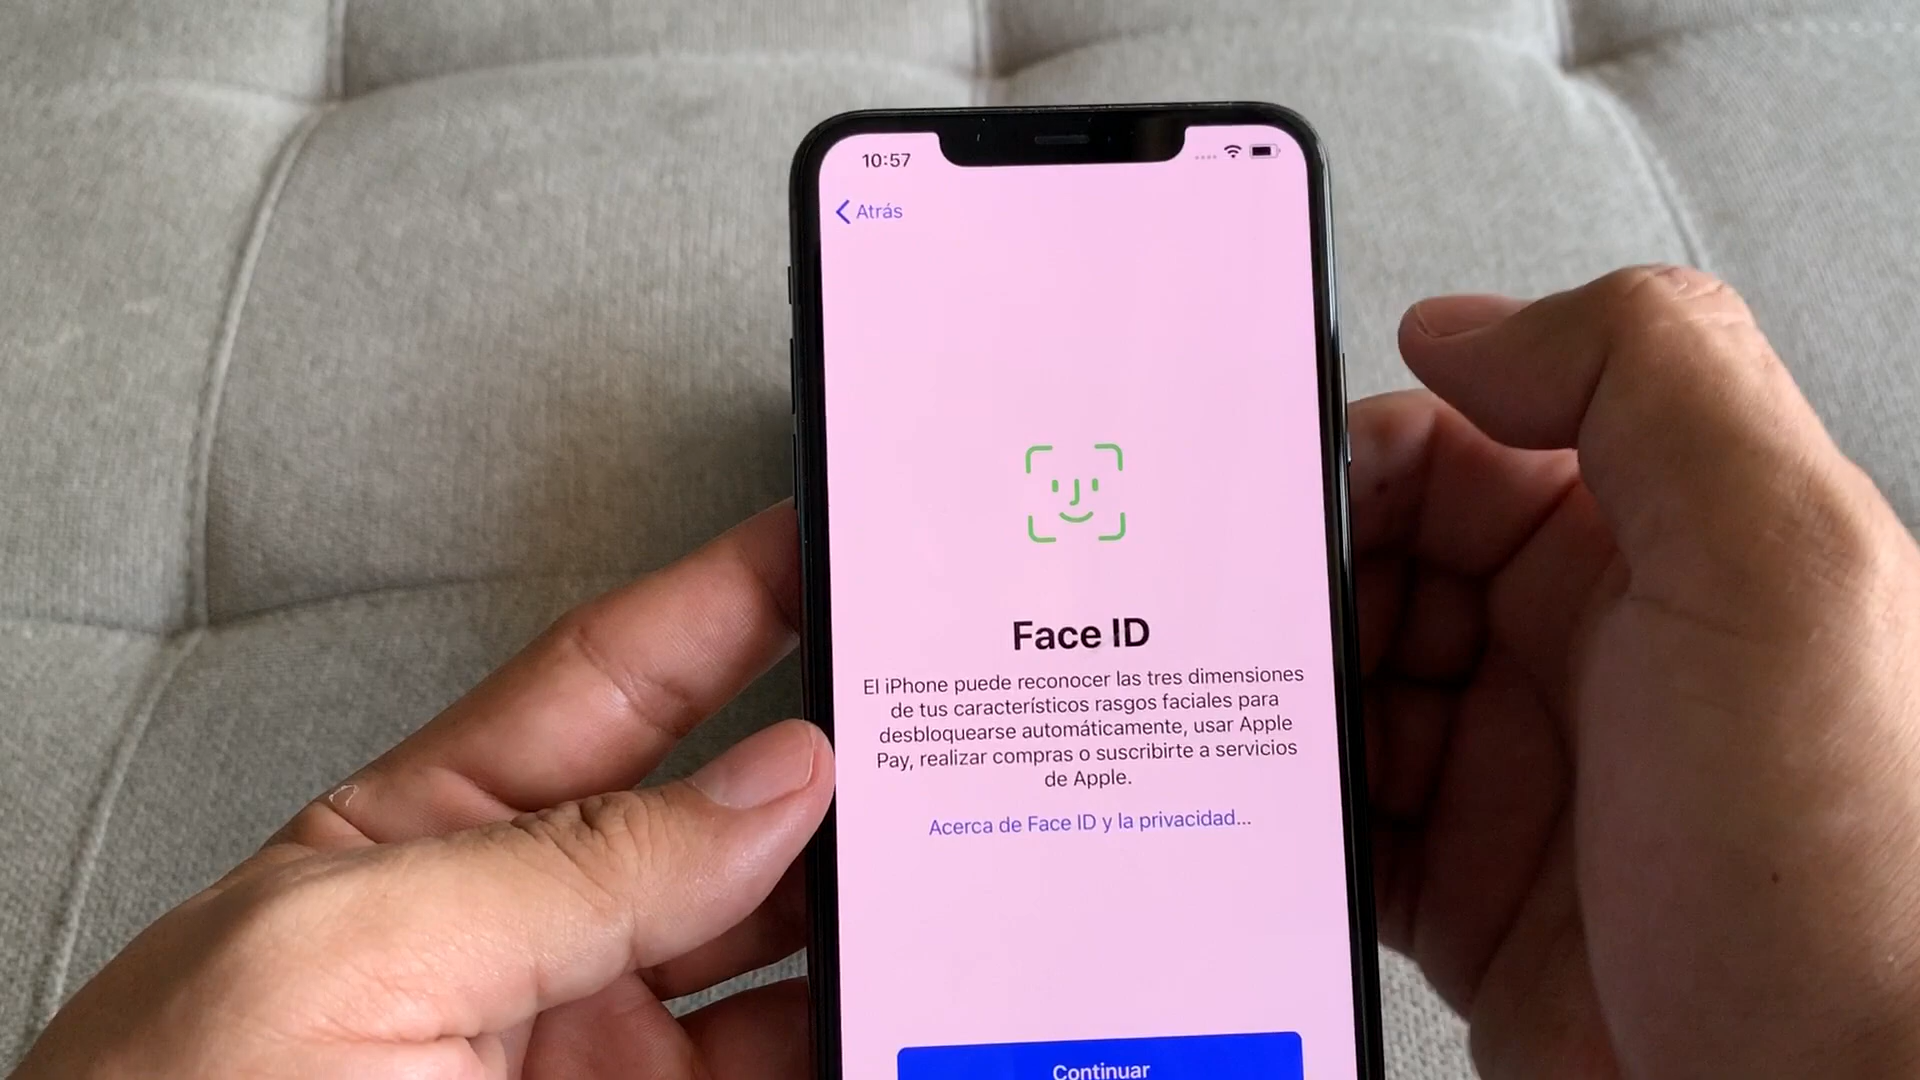 10:57
Atrás
Face ID
El iPhone puede reconocer las tres dimensiones
de tus característicos rasgos faciales para
desbloquearse automáticamente, usar Apple
Pay, realizar compras o suscribirte a servicios
de Apple.
Acerca de Face ID y la privacidad...
Continuar